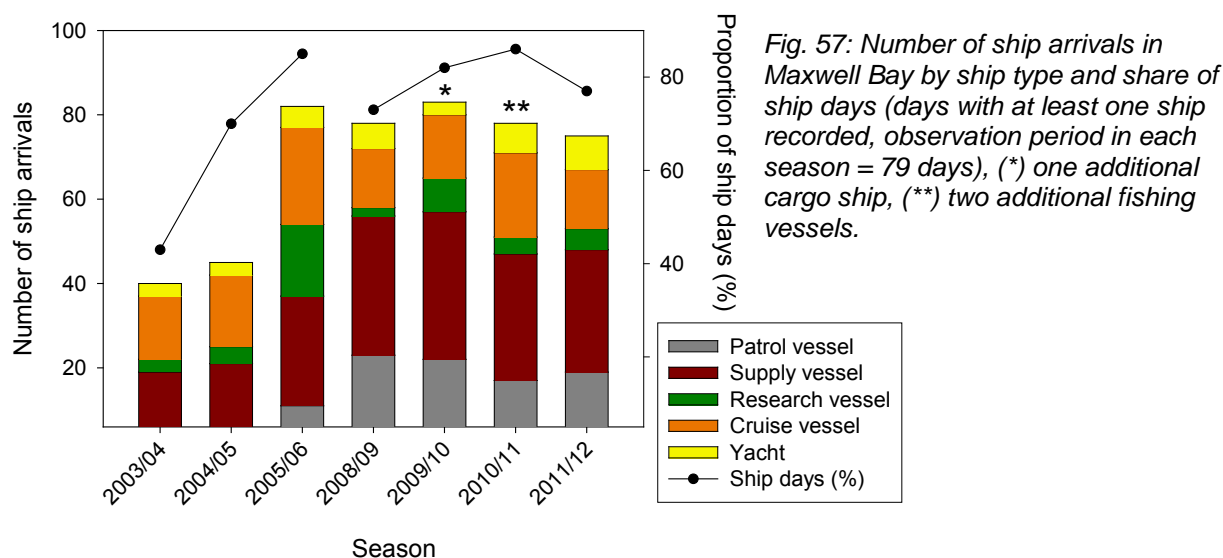 100
80
60
40
20
Number of ship arrivals
80
60
40
Proportion of ship days (%)
*
**
2003/04
2004/05
2005/06
2008/09
2009/10
2010/11
2011/12
Season
Patrol vessel
Supply vessel
Research vessel
Cruise vessel
Yacht
Ship days (%)
Fig. 57: Number of ship arrivals in
Maxwell Bay by ship type and share of
ship days (days with at least one ship
recorded, observation period in each
season = 79 days), (*) one additional
cargo ship, (**) two additional fishing
vessels.